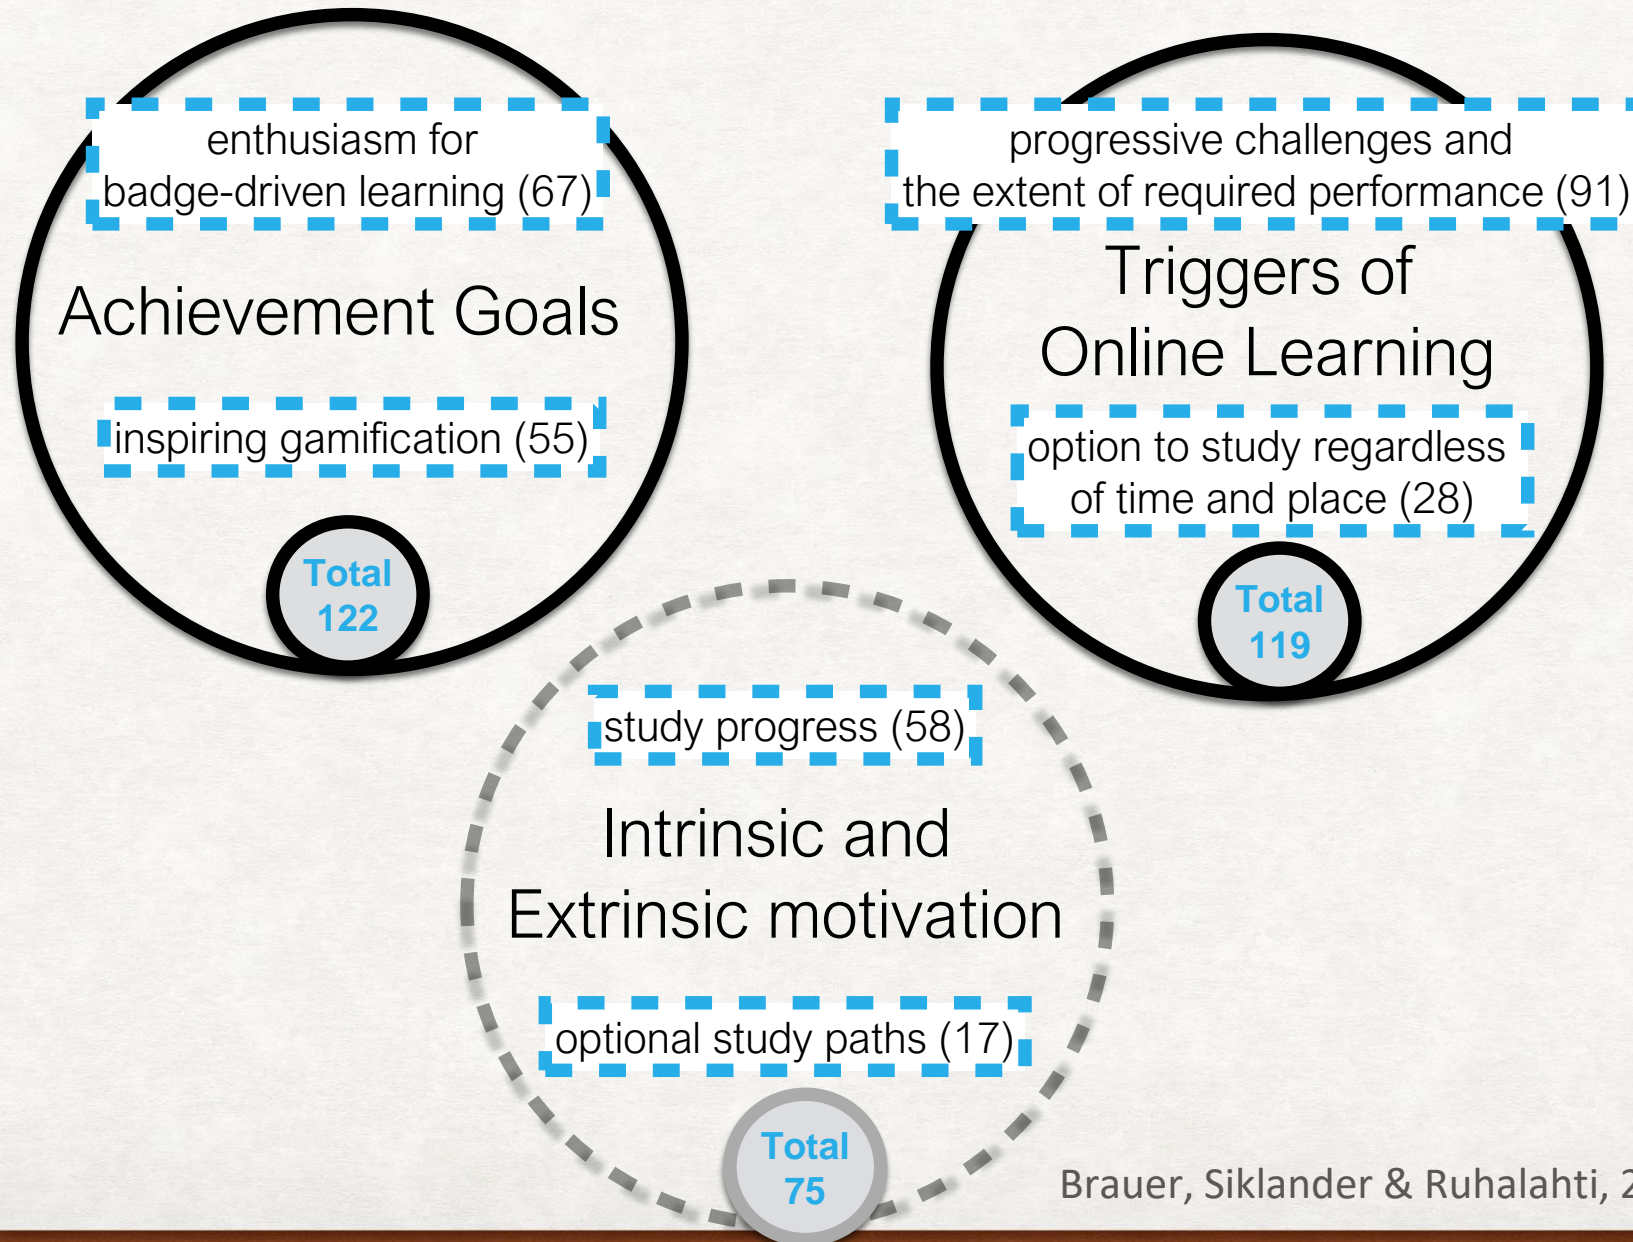 enthusiasm for
badge-driven learning (67)
Achievement Goals
inspiring gamification (55)
Total
122
progressive challenges and
the extent of required performance (91)
Triggers of
Online Learning
option to study regardless
of time and place (28)
Total
119
study progress (58)
Intrinsic and
Extrinsic motivation
optional study paths (17)
Total
75
Brauer, Siklander & Ruhalahti,